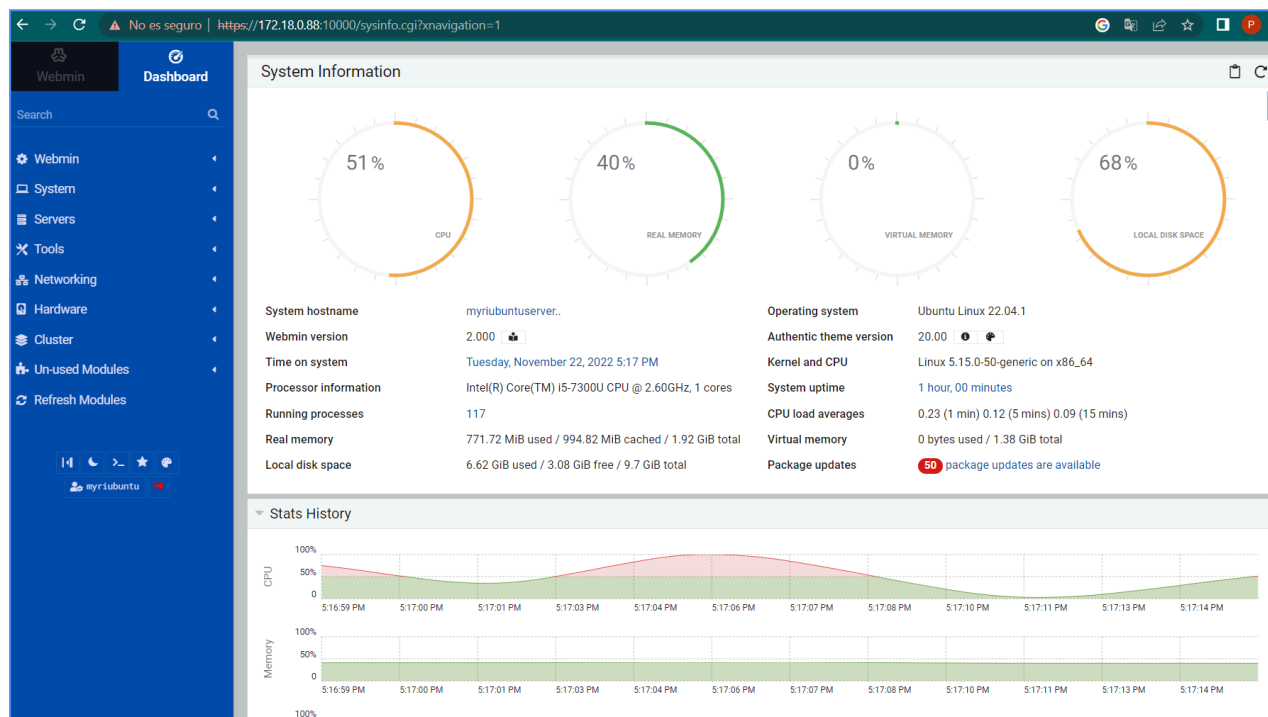 No es seguro | https://172.18.0.88:10000/sysinfo.cgi?xnavigation=1
P
Webmin
Dashboard
Search
Webmin
System
Servers
Tools
Networking
Hardware
Cluster
Un-used Modules
Refresh Modules
myriubuntu
System Information
51%
CPU
40%
REAL MEMORY
0%
VIRTUAL MEMORY
68%
LOCAL DISK SPACE
System hostname myriubuntuserver.. Operating system Ubuntu Linux 22.04.1
Webmin version 2.000 Authentic theme version 20.00
Time on system Tuesday, November 22, 2022 5:17 PM Kernel and CPU Linux 5.15.0-50-generic on x86_64
Processor information Intel(R) Core(TM) i5-7300U CPU @ 2.60GHz, 1 cores System uptime 1 hour, 00 minutes
Running processes 117 CPU load averages 0.23 (1 min) 0.12 (5 mins) 0.09 (15 mins)
Real memory 771.72 MiB used / 994.82 MiB cached / 1.92 GiB total Virtual memory 0 bytes used / 1.38 GiB total
Local disk space 6.62 GiB used / 3.08 GiB free / 9.7 GiB total Package updates 50 package updates are available
Stats History
CPU
100%
50%
0
5:16:59 PM 5:17:00 PM 5:17:01 PM 5:17:03 PM 5:17:04 PM 5:17:06 PM 5:17:07 PM 5:17:08 PM 5:17:10 PM 5:17:11 PM 5:17:13 PM 5:17:14 PM
Memory
100%
50%
0
5:16:59 PM 5:17:00 PM 5:17:01 PM 5:17:03 PM 5:17:04 PM 5:17:06 PM 5:17:07 PM 5:17:08 PM 5:17:10 PM 5:17:11 PM 5:17:13 PM 5:17:14 PM
100%